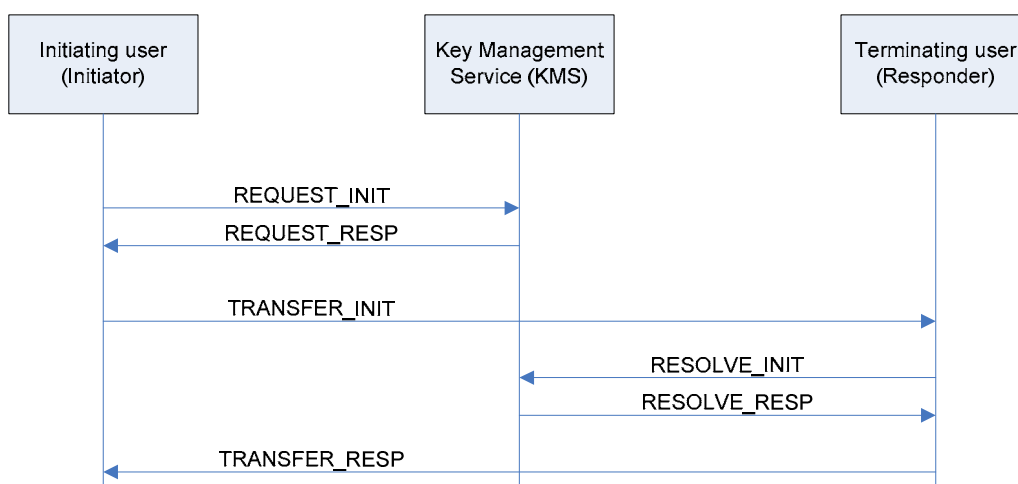 Initiating user
(Initiator)
Key Management
Service (KMS)
Terminating user
(Responder)
REQUEST_INIT
REQUEST_RESP
TRANSFER_INIT
RESOLVE_INIT
RESOLVE_RESP
TRANSFER_RESP